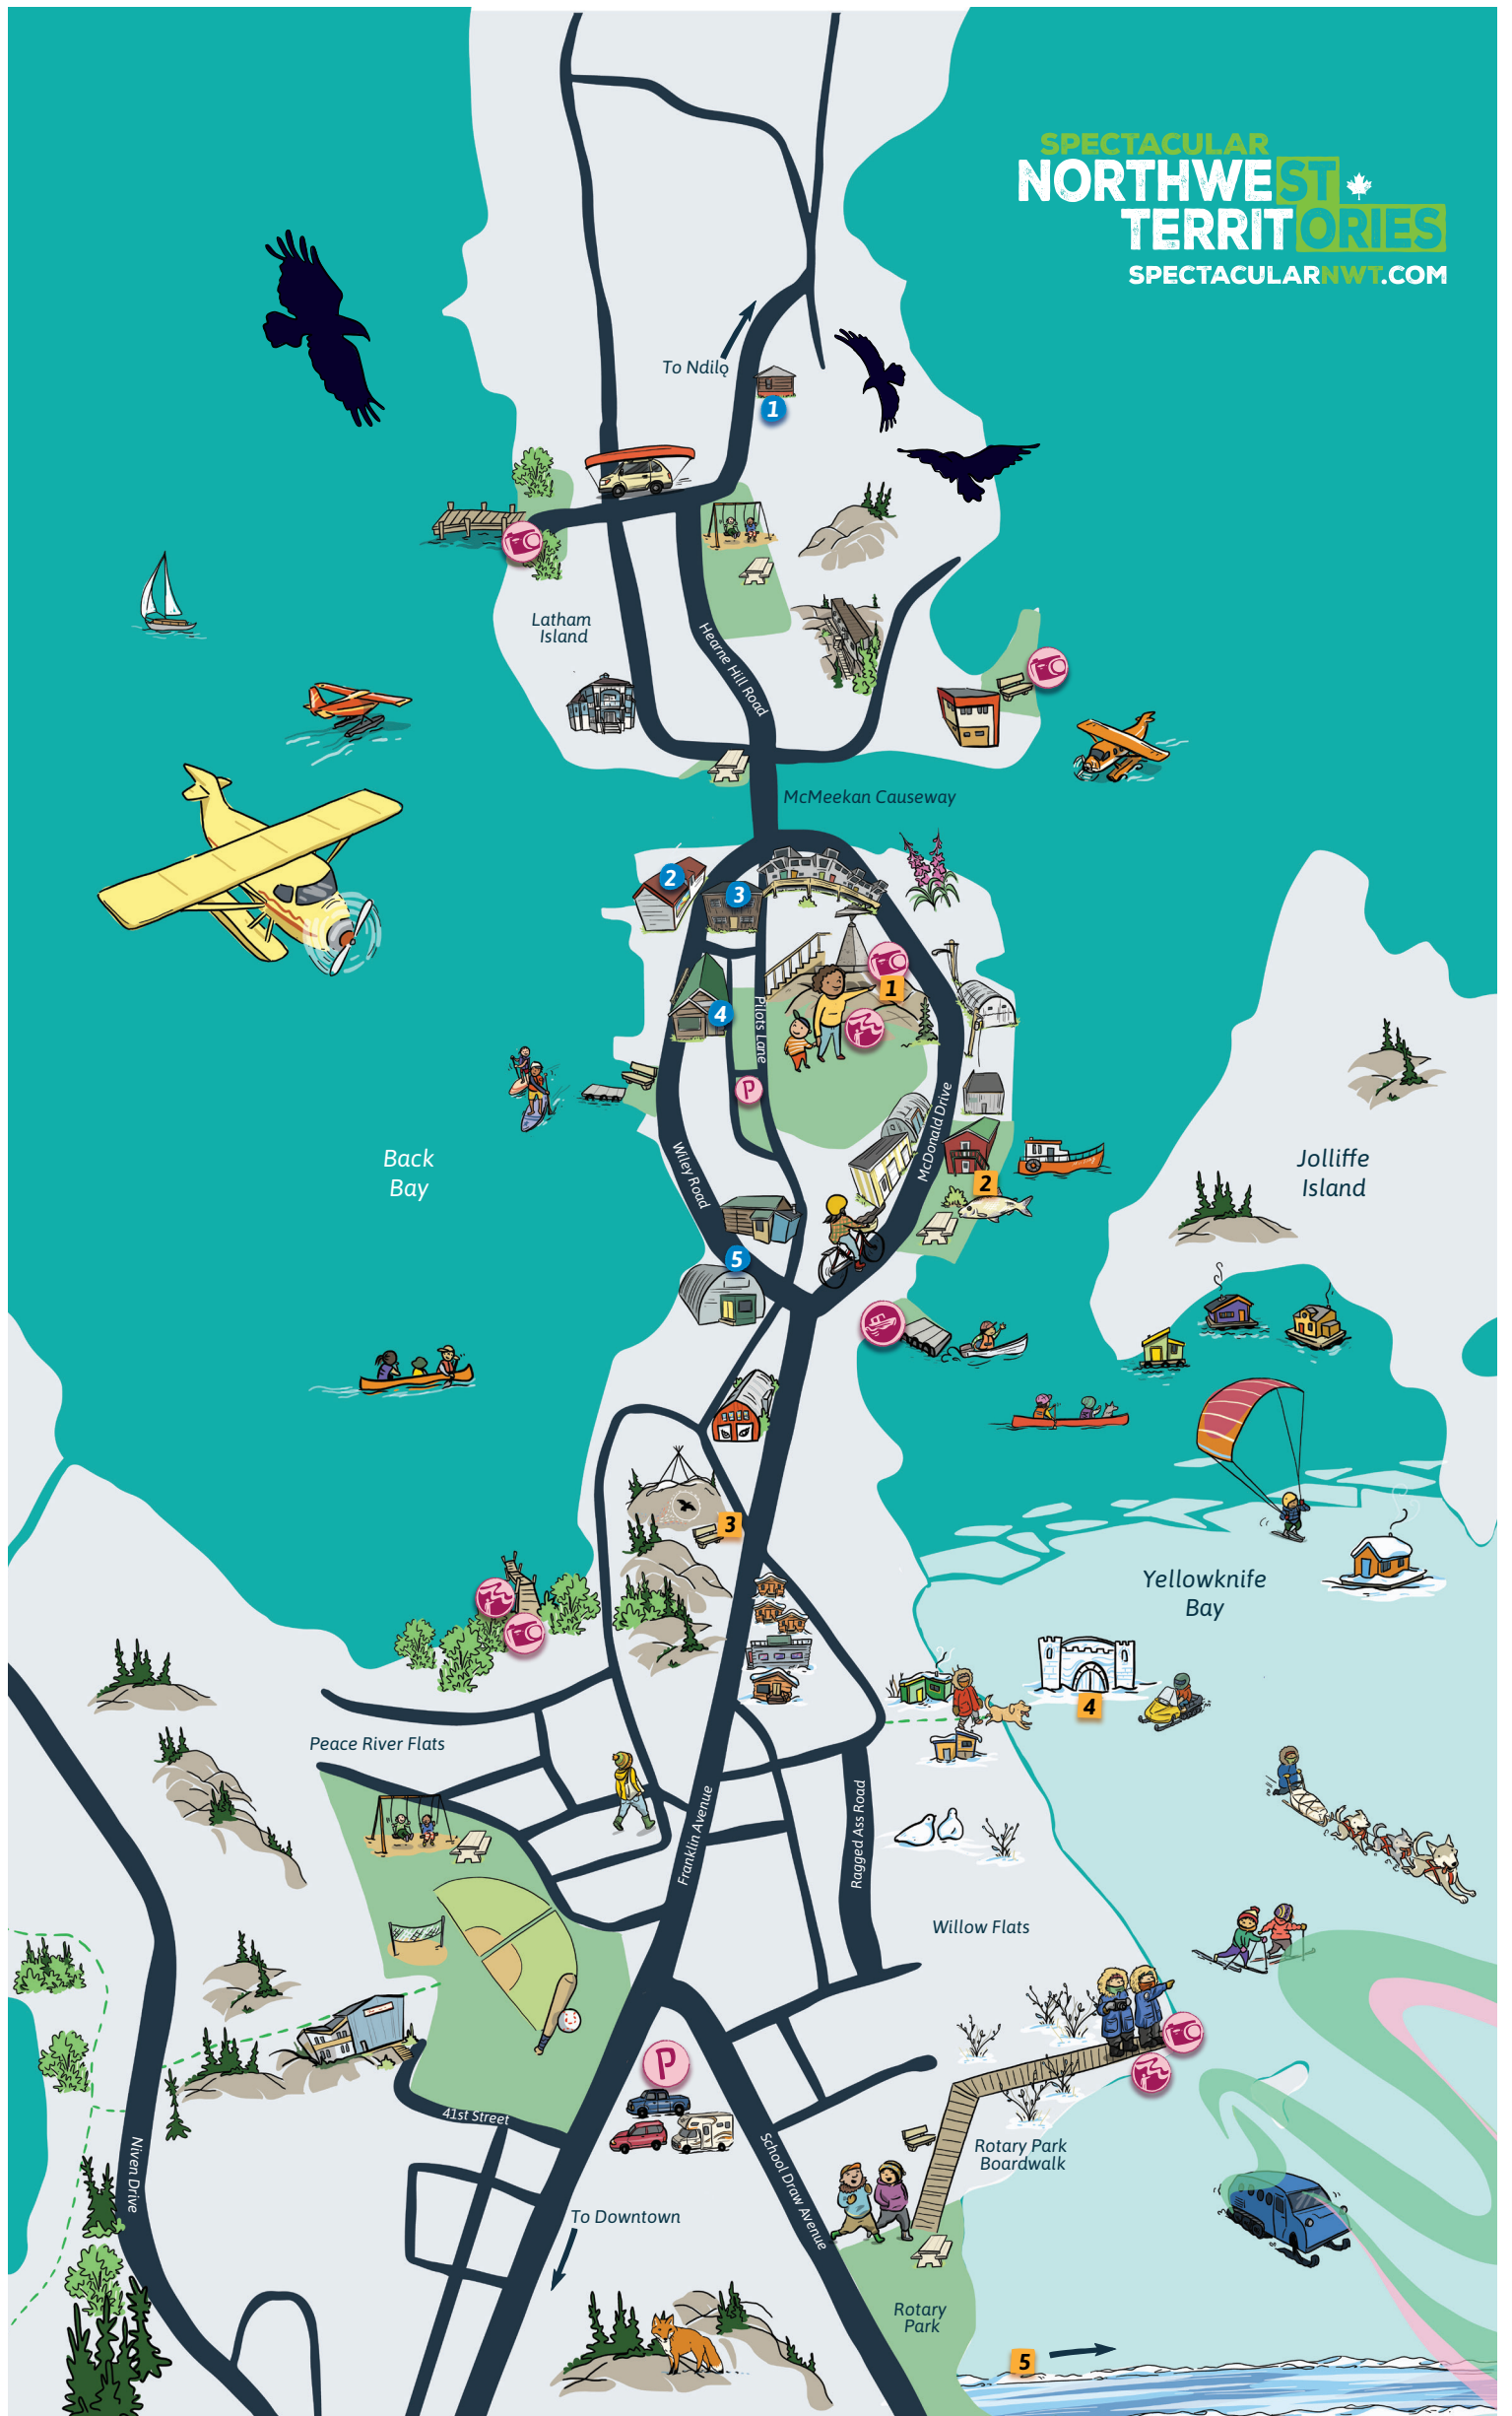 SPECTACULAR
NORTHWEST
TERRITORIES
SPECTACULARNWT.COM
To Ndilǫ
1
Latham
Island
Hearne Hill Road
McMeekan Causeway
2
3
1
4
Pilots Lane
P
Back
Bay
Wiley Road
McDonald Drive
2
Jolliffe
Island
5
3
Yellowknife
Bay
4
Peace River Flats
Franklin Avenue
Ragged Ass Road
Willow Flats
P
41st Street
Niven Drive
School Draw Avenue
Rotary Park
Boardwalk
To Downtown
Rotary
Park
5